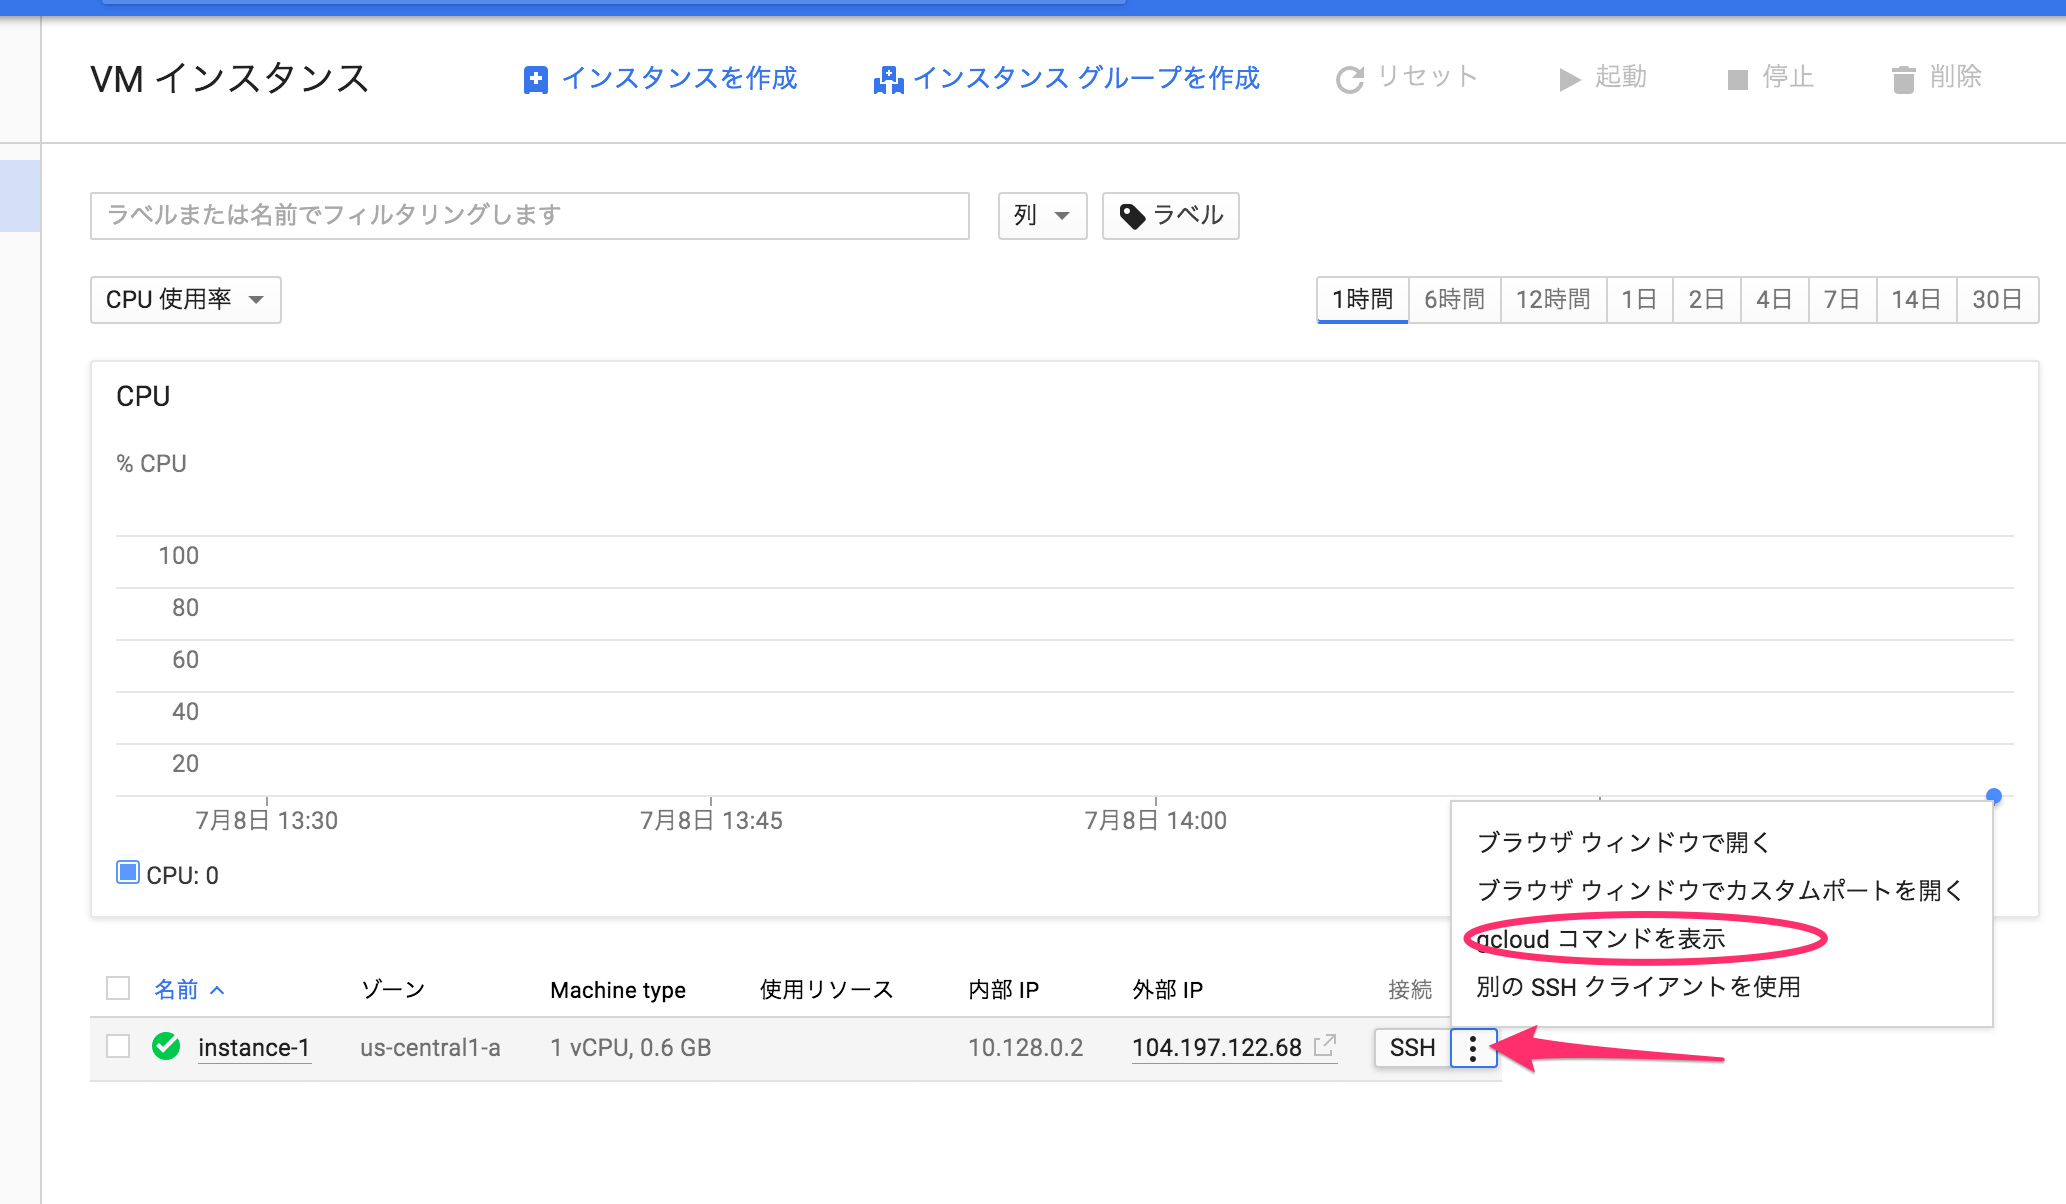 VM インスタンス
インスタンスを作成
インスタンス グループを作成
リセット
起動
停止
削除
ラベルまたは名前でフィルタリングします
列
ラベル
CPU 使用率
1時間
6時間
12時間
1日
2日
4日
7日
14日
30日
CPU
% CPU
100
80
60
40
20
7月8日 13:30
7月8日 13:45
7月8日 14:00
CPU: 0
ブラウザ ウィンドウで開く
ブラウザ ウィンドウでカスタムポートを開く
gcloud コマンドを表示
別の SSH クライアントを使用
名前
ゾーン
Machine type
使用リソース
内部 IP
外部 IP
接続
instance-1
us-central1-a
1 vCPU, 0.6 GB
10.128.0.2
104.197.122.68
SSH